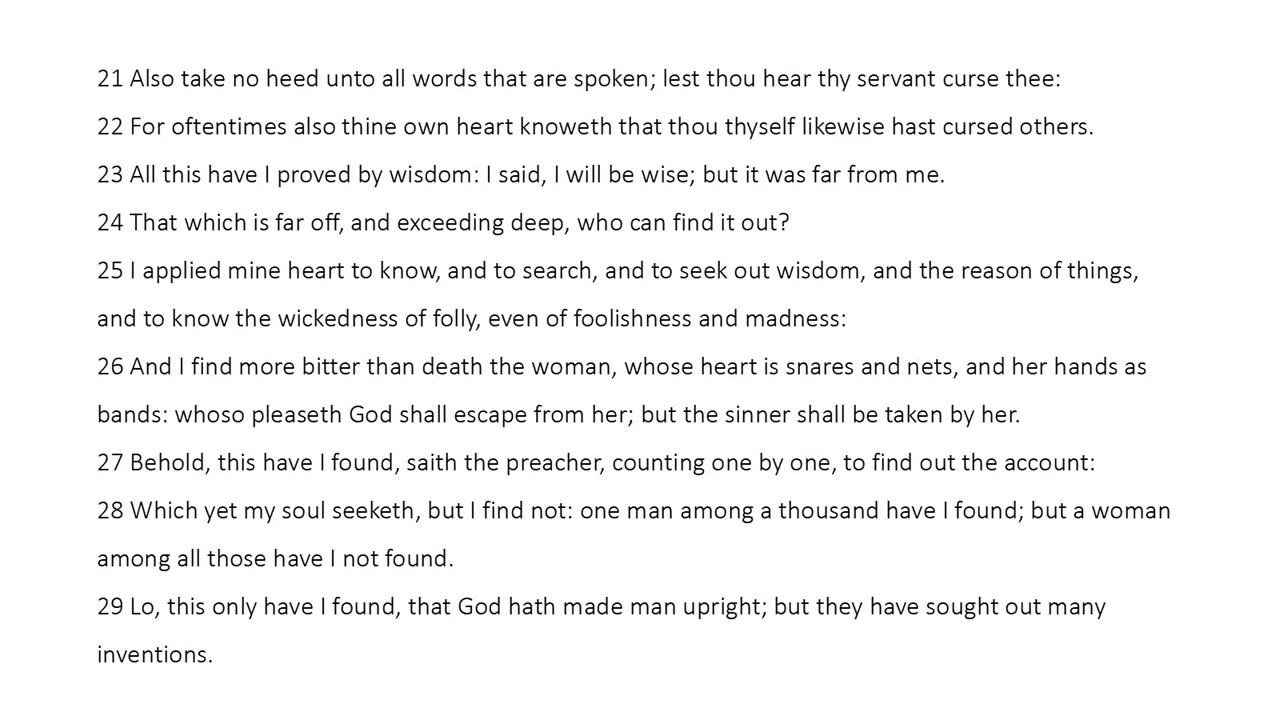 21 Also take no heed unto all words that are spoken; lest thou hear thy servant curse thee:
22 For oftentimes also thine own heart knoweth that thou thyself likewise hast cursed others.
23 All this have I proved by wisdom: I said, I will be wise; but it was far from me.
24 That which is far off, and exceeding deep, who can find it out?
25 I applied mine heart to know, and to search, and to seek out wisdom, and the reason of things,
and to know the wickedness of folly, even of foolishness and madness:
26 And I find more bitter than death the woman, whose heart is snares and nets, and her hands as
bands: whoso pleaseth God shall escape from her; but the sinner shall be taken by her.
27 Behold, this have I found, saith the preacher, counting one by one, to find out the account:
28 Which yet my soul seeketh, but I find not: one man among a thousand have I found; but a woman
among all those have I not found.
29 Lo, this only have I found, that God hath made man upright; but they have sought out many
inventions.